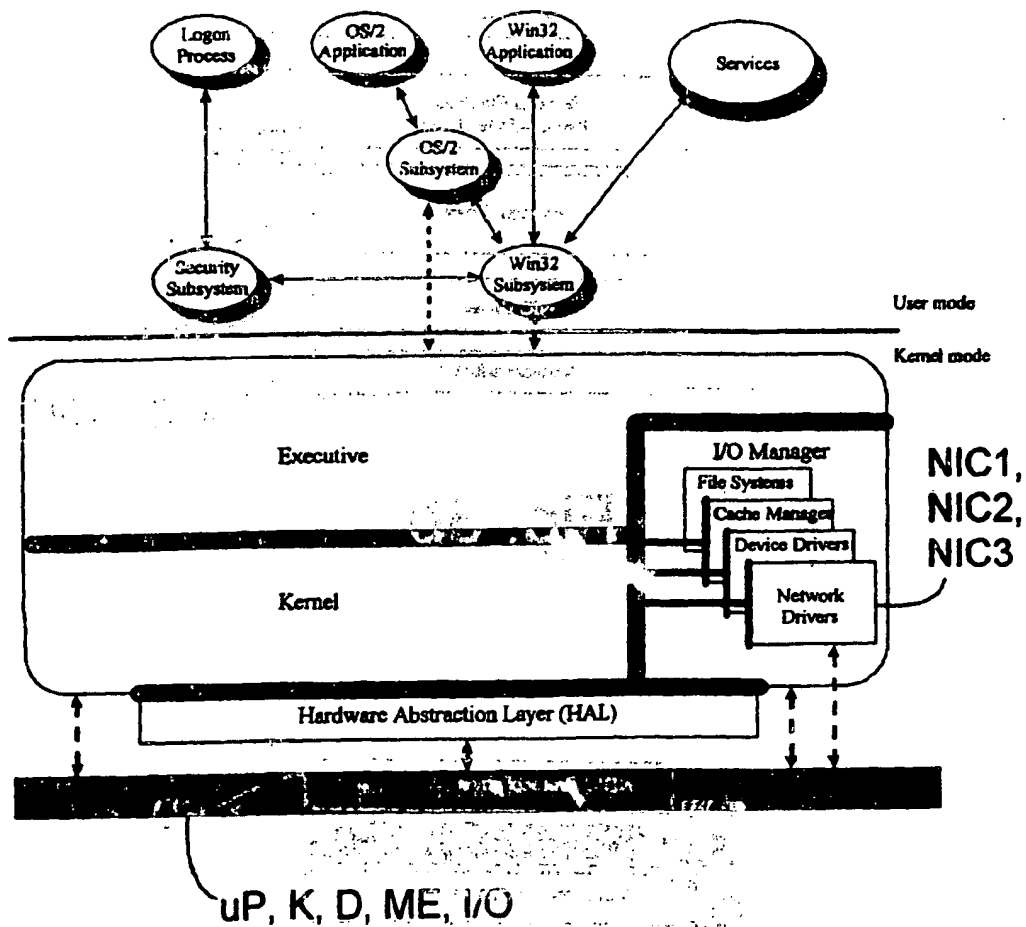 Logon
Process
OS/2
Application
Win32
Application
Services
OS/2
Subsystem
Security
Subsystem
Win32
Subsystem
User mode
Kernel mode
Executive
I/O Manager
File Systems
Cache Manager
Device Drivers
Network
Drivers
NIC1,
NIC2,
NIC3
Kernel
Hardware Abstraction Layer (HAL)
uP, K, D, ME, I/O